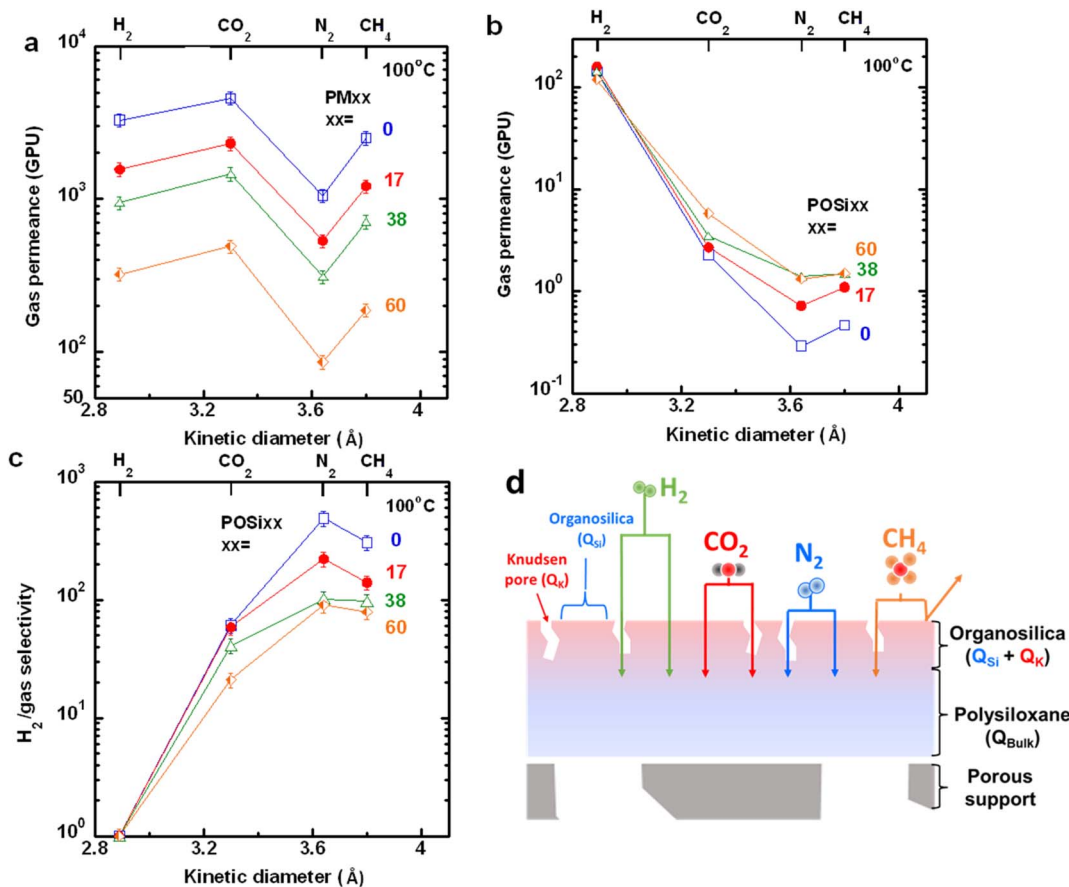 a
H2 CO2 N2 CH4
10^4
100°C
PMxx
xx=
0
10^3
17
38
60
10^2
50
2.8 3.2 3.6 4
Kinetic diameter (Å)
Gas permeance (GPU)
b
H2 CO2 N2 CH4
100°C
10^2
10^1
POSixx
xx=
60
38
10^0
17
0
10^-1
2.8 3.2 3.6 4
Kinetic diameter (Å)
Gas permeance (GPU)
c
H2 CO2 N2 CH4
10^3
100°C
POSixx
xx=
0
17
10^2
38
60
10^1
10^0
2.8 3.2 3.6 4
Kinetic diameter (Å)
H2/gas selectivity
d
H2
Organosilica
(QSi)
Knudsen
pore (QK)
CO2
N2
CH4
Organosilica
(QSi + QK)
Polysiloxane
(QBulk)
Porous
support